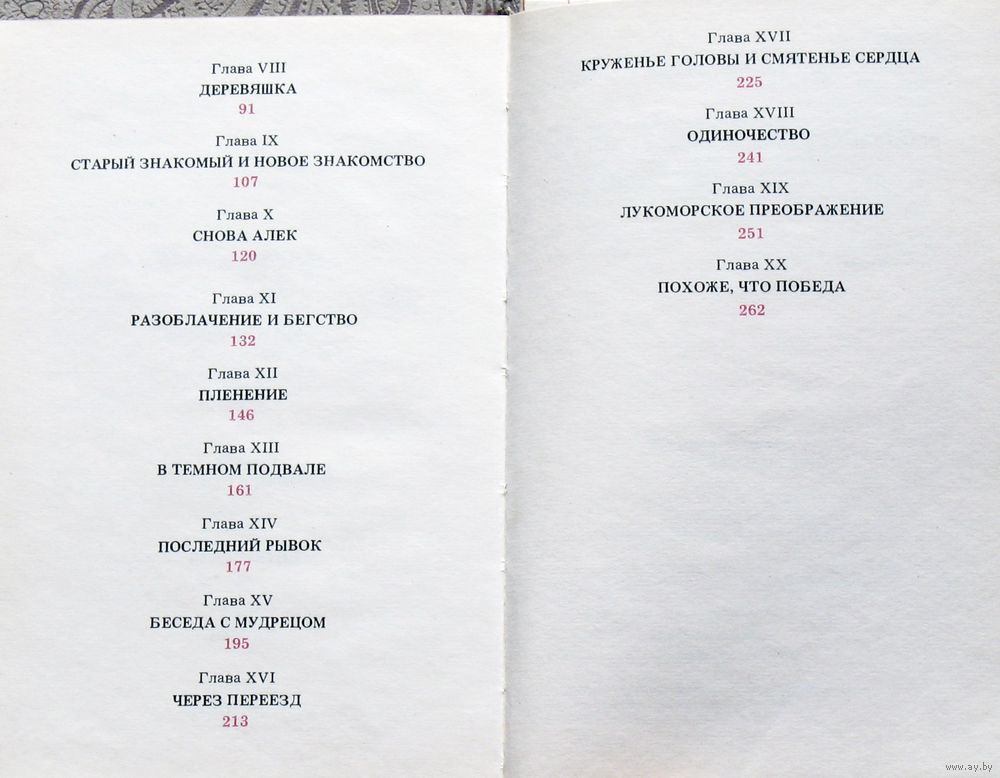 Глава VIII
ДЕРЕВЯШКА
91
Глава IX
СТАРЫЙ ЗНАКОМЫЙ И НОВОЕ ЗНАКОМСТВО
107
Глава X
СНОВА АЛЕК
120
Глава XI
РАЗОБЛАЧЕНИЕ И БЕГСТВО
132
Глава XII
ПЛЕНЕНИЕ
146
Глава XIII
В ТЕМНОМ ПОДВАЛЕ
161
Глава XIV
ПОСЛЕДНИЙ РЫВОК
177
Глава XV
БЕСЕДА С МУДРЕЦОМ
195
Глава XVI
ЧЕРЕЗ ПЕРЕЕЗД
213
Глава XVII
КРУЖЕНЬЕ ГОЛОВЫ И СМЯТЕНЬЕ СЕРДЦА
225
Глава XVIII
ОДИНОЧЕСТВО
241
Глава XIX
ЛУКОМОРСКОЕ ПРЕОБРАЖЕНИЕ
251
Глава XX
ПОХОЖЕ, ЧТО ПОБЕДА
262
www.ay.by